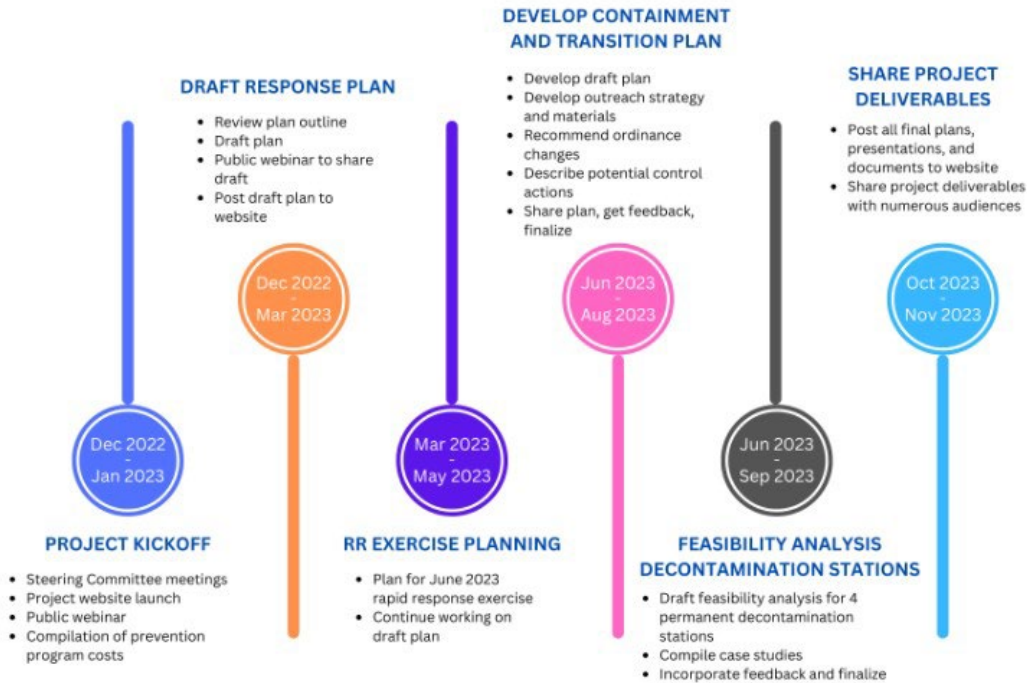 PROJECT KICKOFF
Dec 2022
-
Jan 2023
• Steering Committee meetings
• Project website launch
• Public webinar
• Compilation of prevention
program costs
DRAFT RESPONSE PLAN
• Review plan outline
• Draft plan
• Public webinar to share
draft
• Post draft plan to
website
Dec 2022
-
Mar 2023
Mar 2023
-
May 2023
RR EXERCISE PLANNING
• Plan for June 2023
rapid response exercise
• Continue working on
draft plan
DEVELOP CONTAINMENT
AND TRANSITION PLAN
• Develop draft plan
• Develop outreach strategy
and materials
• Recommend ordinance
changes
• Describe potential control
actions
• Share plan, get feedback,
finalize
Jun 2023
-
Aug 2023
Jun 2023
-
Sep 2023
FEASIBILITY ANALYSIS
DECONTAMINATION STATIONS
• Draft feasibility analysis for 4
permanent decontamination
stations
• Compile case studies
• Incorporate feedback and finalize
SHARE PROJECT
DELIVERABLES
• Post all final plans,
presentations, and
documents to website
• Share project deliverables
with numerous audiences
Oct 2023
-
Nov 2023